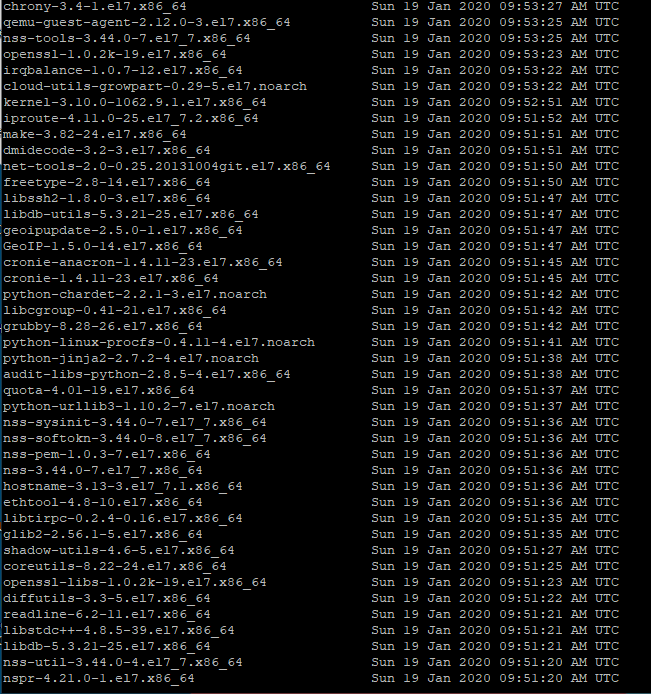 chrony-3.4-1.el7.x86_64 Sun 19 Jan 2020 09:53:27 AM UTC
qemu-guest-agent-2.12.0-3.el7.x86_64 Sun 19 Jan 2020 09:53:25 AM UTC
nss-tools-3.44.0-7.el7_7.x86_64 Sun 19 Jan 2020 09:53:25 AM UTC
openssl-1.0.2k-19.el7.x86_64 Sun 19 Jan 2020 09:53:23 AM UTC
irqbalance-1.0.7-12.el7.x86_64 Sun 19 Jan 2020 09:53:22 AM UTC
cloud-utils-growpart-0.29-5.el7.noarch Sun 19 Jan 2020 09:53:22 AM UTC
kernel-3.10.0-1062.9.1.el7.x86_64 Sun 19 Jan 2020 09:52:51 AM UTC
iproute-4.11.0-25.el7_7.2.x86_64 Sun 19 Jan 2020 09:51:52 AM UTC
make-3.82-24.el7.x86_64 Sun 19 Jan 2020 09:51:51 AM UTC
dmidecode-3.2-3.el7.x86_64 Sun 19 Jan 2020 09:51:51 AM UTC
net-tools-2.0-0.25.20131004git.el7.x86_64 Sun 19 Jan 2020 09:51:50 AM UTC
freetype-2.8-14.el7.x86_64 Sun 19 Jan 2020 09:51:50 AM UTC
libssh2-1.8.0-3.el7.x86_64 Sun 19 Jan 2020 09:51:47 AM UTC
libdb-utils-5.3.21-25.el7.x86_64 Sun 19 Jan 2020 09:51:47 AM UTC
geoipupdate-2.5.0-1.el7.x86_64 Sun 19 Jan 2020 09:51:47 AM UTC
GeoIP-1.5.0-14.el7.x86_64 Sun 19 Jan 2020 09:51:47 AM UTC
cronie-anacron-1.4.11-23.el7.x86_64 Sun 19 Jan 2020 09:51:45 AM UTC
cronie-1.4.11-23.el7.x86_64 Sun 19 Jan 2020 09:51:45 AM UTC
python-chardet-2.2.1-3.el7.noarch Sun 19 Jan 2020 09:51:42 AM UTC
libcgroup-0.41-21.el7.x86_64 Sun 19 Jan 2020 09:51:42 AM UTC
grubby-8.28-26.el7.x86_64 Sun 19 Jan 2020 09:51:42 AM UTC
python-linux-procfs-0.4.11-4.el7.noarch Sun 19 Jan 2020 09:51:41 AM UTC
python-jinja2-2.7.2-4.el7.noarch Sun 19 Jan 2020 09:51:38 AM UTC
audit-libs-python-2.8.5-4.el7.x86_64 Sun 19 Jan 2020 09:51:38 AM UTC
quota-4.01-19.el7.x86_64 Sun 19 Jan 2020 09:51:37 AM UTC
python-urllib3-1.10.2-7.el7.noarch Sun 19 Jan 2020 09:51:37 AM UTC
nss-sysinit-3.44.0-7.el7_7.x86_64 Sun 19 Jan 2020 09:51:36 AM UTC
nss-softokn-3.44.0-8.el7_7.x86_64 Sun 19 Jan 2020 09:51:36 AM UTC
nss-pem-1.0.3-7.el7.x86_64 Sun 19 Jan 2020 09:51:36 AM UTC
nss-3.44.0-7.el7_7.x86_64 Sun 19 Jan 2020 09:51:36 AM UTC
hostname-3.13-3.el7_7.1.x86_64 Sun 19 Jan 2020 09:51:36 AM UTC
ethtool-4.8-10.el7.x86_64 Sun 19 Jan 2020 09:51:36 AM UTC
libtirpc-0.2.4-0.16.el7.x86_64 Sun 19 Jan 2020 09:51:35 AM UTC
glib2-2.56.1-5.el7.x86_64 Sun 19 Jan 2020 09:51:35 AM UTC
shadow-utils-4.6-5.el7.x86_64 Sun 19 Jan 2020 09:51:27 AM UTC
coreutils-8.22-24.el7.x86_64 Sun 19 Jan 2020 09:51:25 AM UTC
openssl-libs-1.0.2k-19.el7.x86_64 Sun 19 Jan 2020 09:51:23 AM UTC
diffutils-3.3-5.el7.x86_64 Sun 19 Jan 2020 09:51:22 AM UTC
readline-6.2-11.el7.x86_64 Sun 19 Jan 2020 09:51:21 AM UTC
libstdc++-4.8.5-39.el7.x86_64 Sun 19 Jan 2020 09:51:21 AM UTC
libdb-5.3.21-25.el7.x86_64 Sun 19 Jan 2020 09:51:21 AM UTC
nss-util-3.44.0-4.el7_7.x86_64 Sun 19 Jan 2020 09:51:20 AM UTC
nspr-4.21.0-1.el7.x86_64 Sun 19 Jan 2020 09:51:20 AM UTC